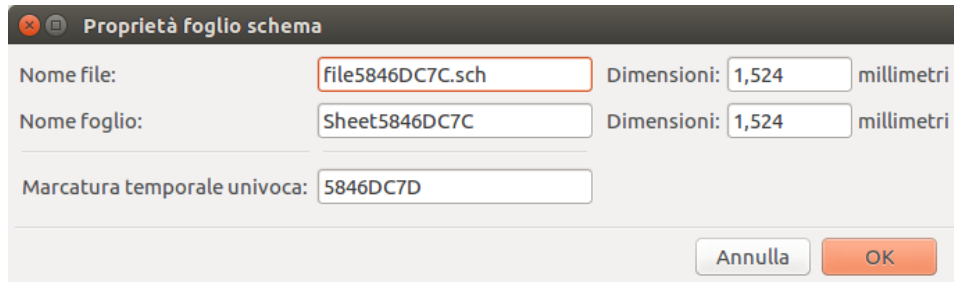 Proprietà foglio schema
Nome file: file5846DC7C.sch Dimensioni: 1,524 millimetri
Nome foglio: Sheet5846DC7C Dimensioni: 1,524 millimetri
Marcatura temporale univoca: 5846DC7D
Annulla OK